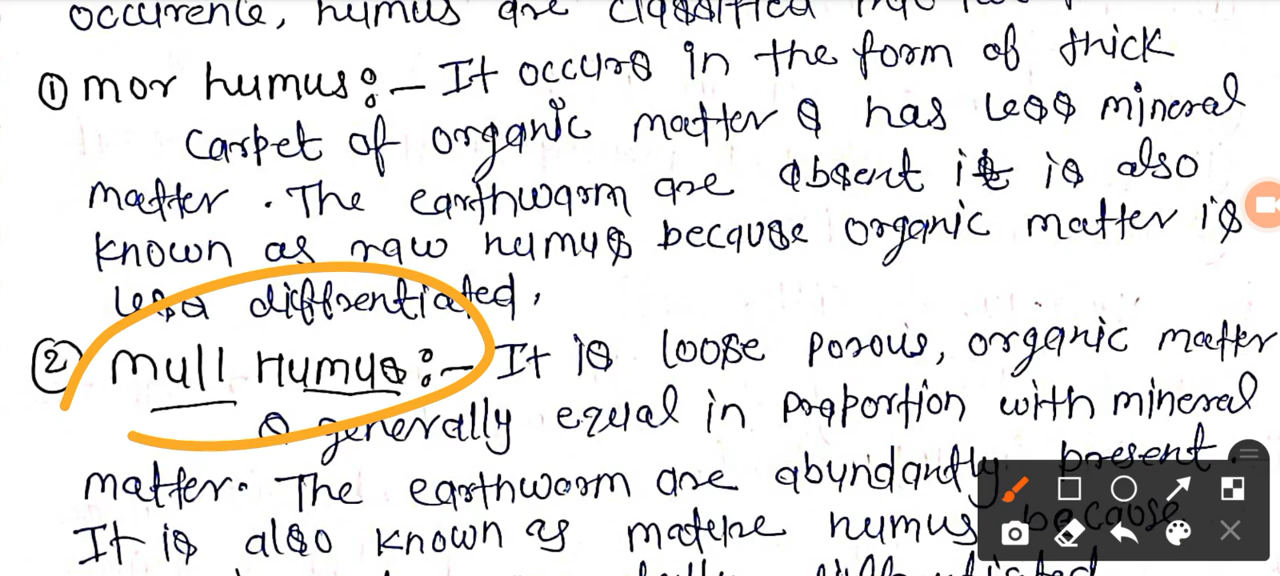 occurence, humus are classified into
① mor humus:- It occurs in the form of thick
carpet of organic matter & has less mineral
matter. The earthwarm are absent it is also
known as raw humus because organic matter is
less diffrentiated.
② Mull Humus:- It is loose porous, organic matter
& generally equal in proportion with mineral
matter. The earthworm are abundantly present.
It is also known as mature humus because